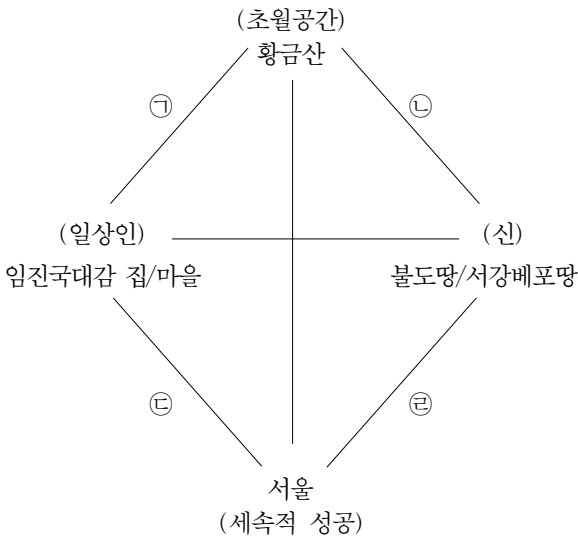 (초월공간)
황금산
㉠
㉡
(일상인)
(신)
임진국대감 집/마을
불도땅/서강베포땅
㉢
㉣
서울
(세속적 성공)